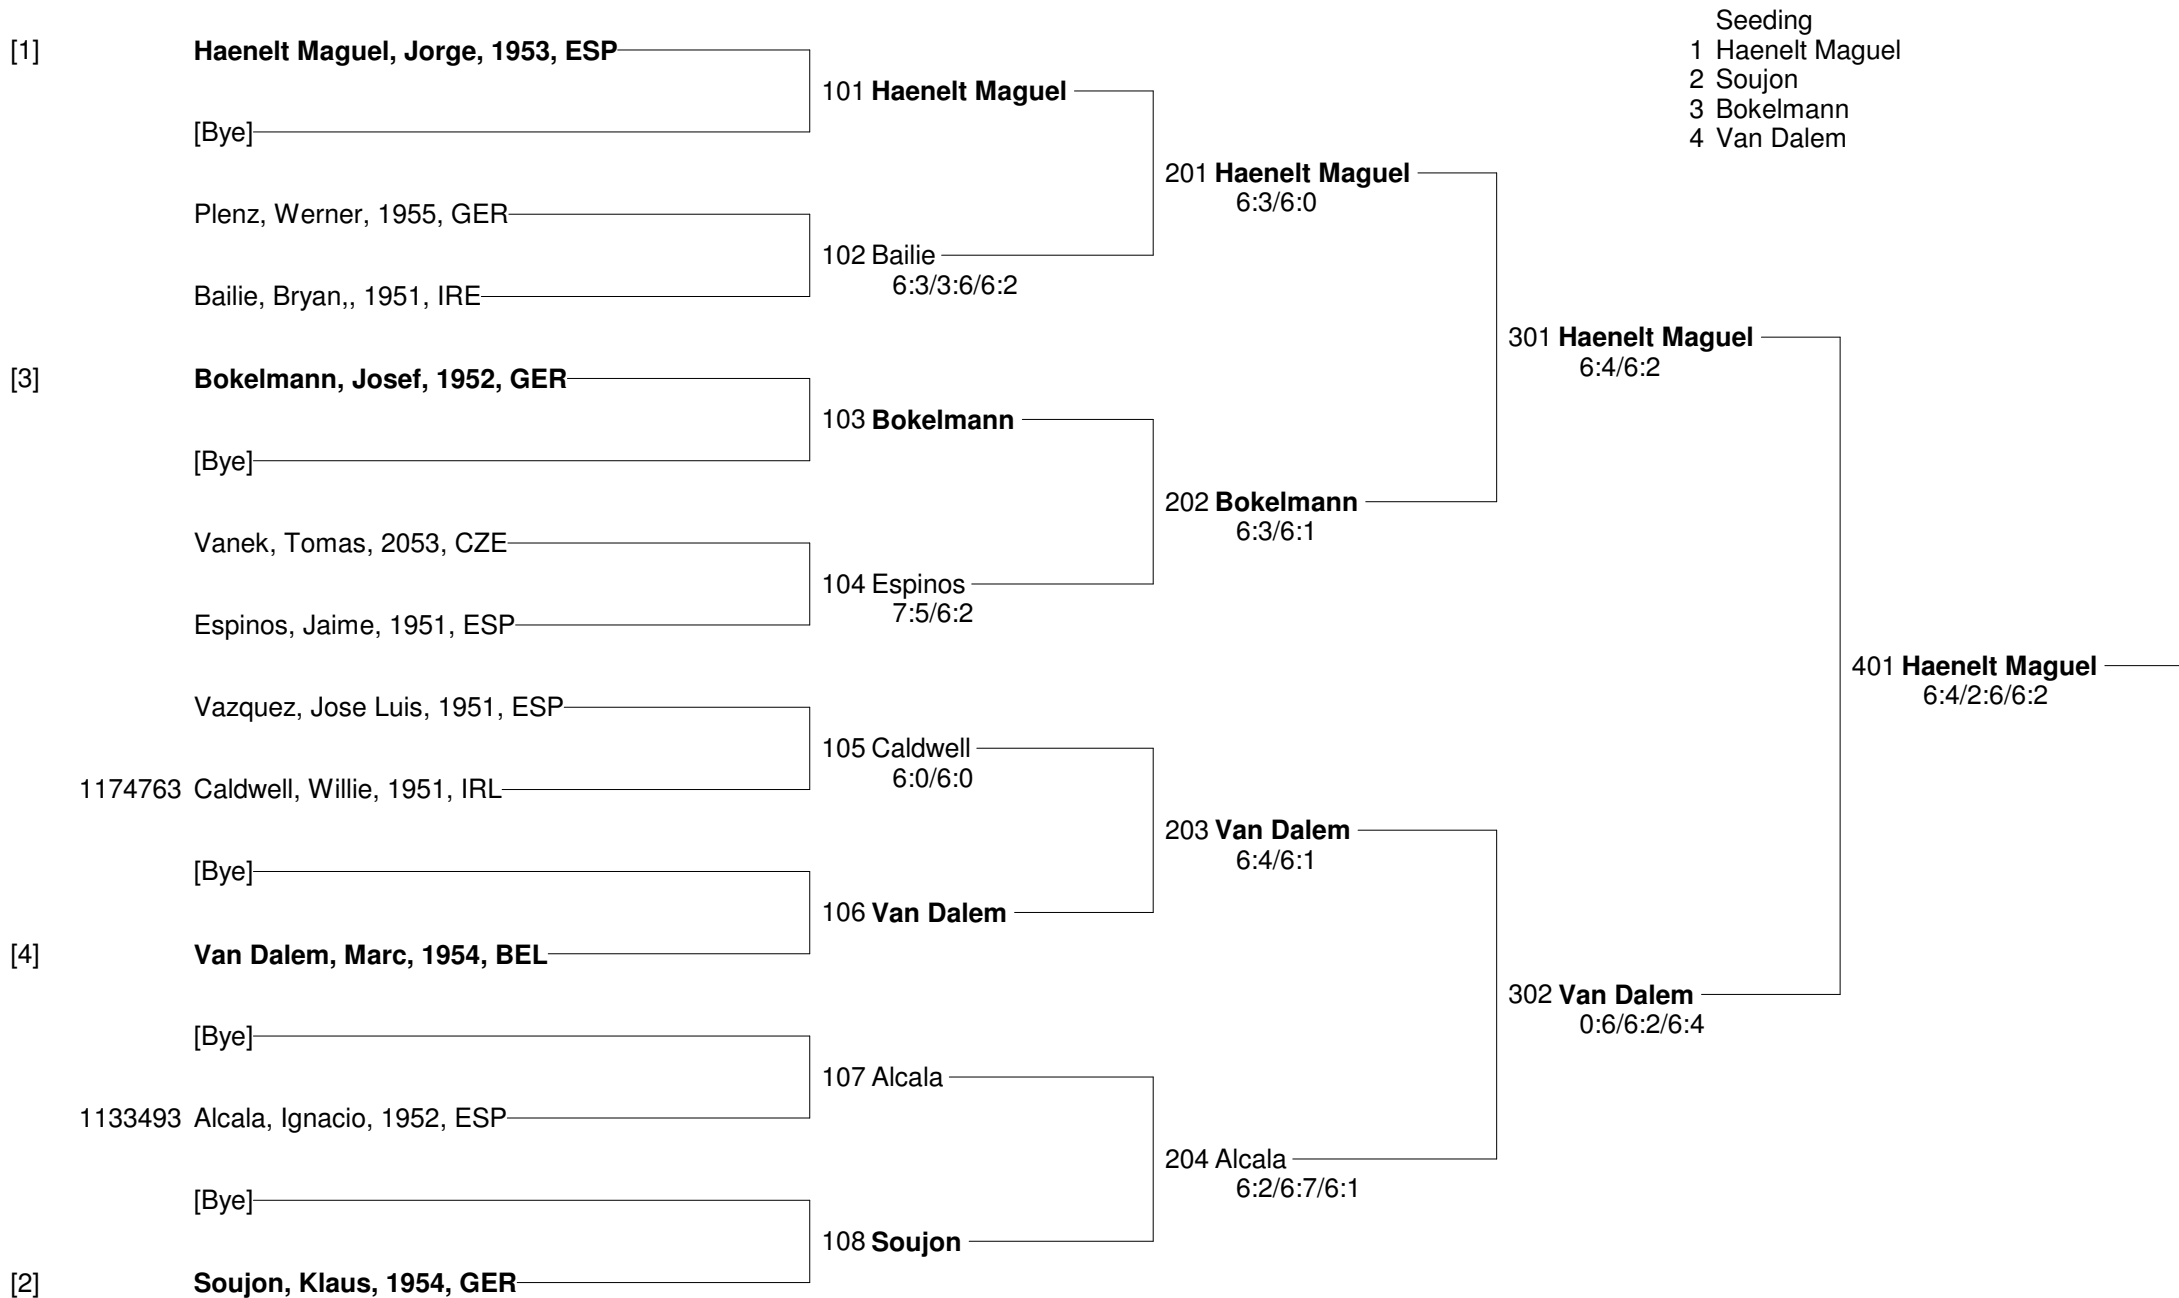 Seeding
1 Haenelt Maguel
2 Soujon
3 Bokelmann
4 Van Dalem
[1] Haenelt Maguel, Jorge, 1953, ESP
101 Haenelt Maguel
[Bye]
201 Haenelt Maguel
6:3/6:0
Plenz, Werner, 1955, GER
102 Bailie
6:3/3:6/6:2
Bailie, Bryan,, 1951, IRE
301 Haenelt Maguel
6:4/6:2
[3] Bokelmann, Josef, 1952, GER
103 Bokelmann
[Bye]
202 Bokelmann
6:3/6:1
Vanek, Tomas, 2053, CZE
104 Espinos
7:5/6:2
Espinos, Jaime, 1951, ESP
401 Haenelt Maguel
6:4/2:6/6:2
Vazquez, Jose Luis, 1951, ESP
105 Caldwell
6:0/6:0
1174763 Caldwell, Willie, 1951, IRL
203 Van Dalem
6:4/6:1
[Bye]
106 Van Dalem
[4] Van Dalem, Marc, 1954, BEL
302 Van Dalem
0:6/6:2/6:4
[Bye]
107 Alcala
1133493 Alcala, Ignacio, 1952, ESP
204 Alcala
6:2/6:7/6:1
[Bye]
108 Soujon
[2] Soujon, Klaus, 1954, GER